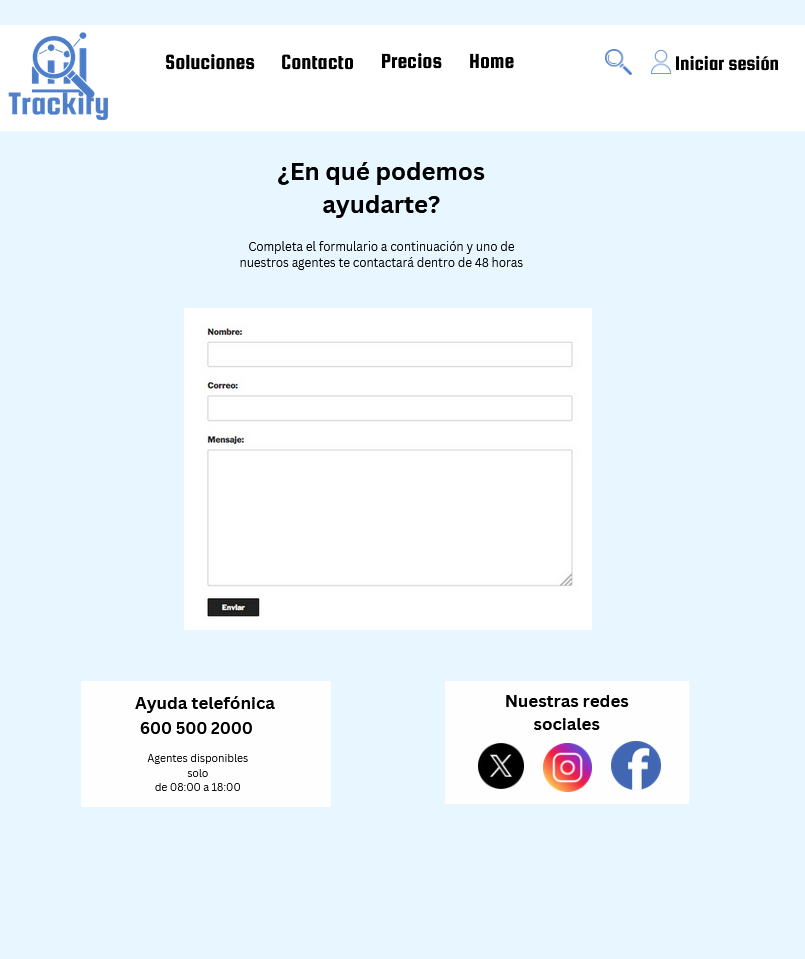 Trackify
Soluciones
Contacto
Precios
Home
Iniciar sesión
¿En qué podemos
ayudarte?
Completa el formulario a continuación y uno de
nuestros agentes te contactará dentro de 48 horas
Nombre:
Correo:
Mensaje:
Enviar
Ayuda telefónica
600 500 2000
Agentes disponibles
solo
de 08:00 a 18:00
Nuestras redes
sociales